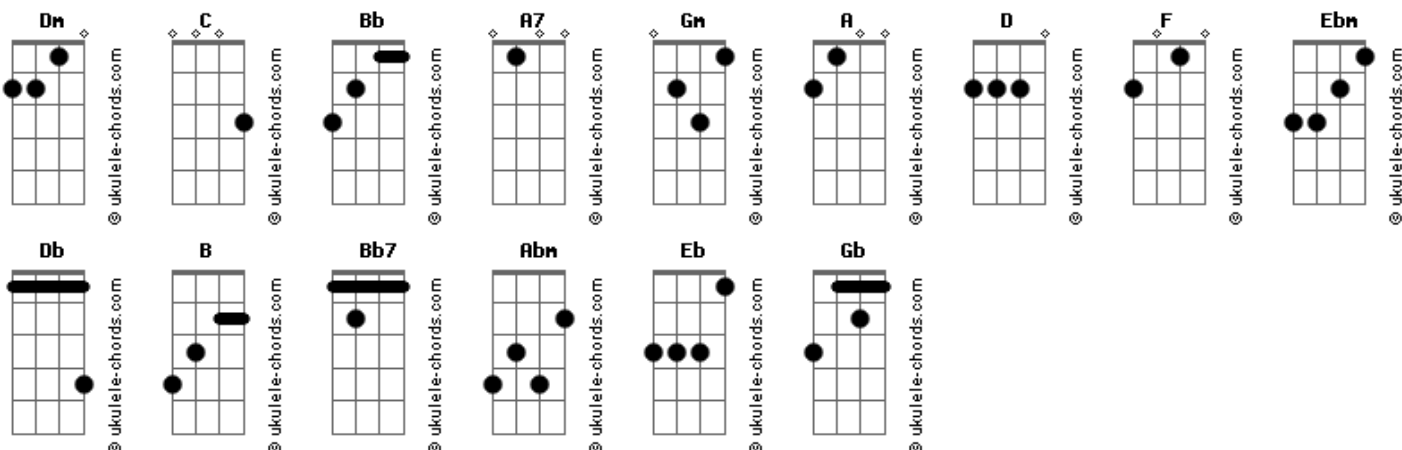 Dm C Bb A7 Gm A D F Ebm
© ukulele-chords.com © ukulele-chords.com © ukulele-chords.com © ukulele-chords.com © ukulele-chords.com © ukulele-chords.com © ukulele-chords.com © ukulele-chords.com © ukulele-chords.com
Db B Bb7 Abm Eb Gb
© ukulele-chords.com © ukulele-chords.com © ukulele-chords.com © ukulele-chords.com © ukulele-chords.com © ukulele-chords.com